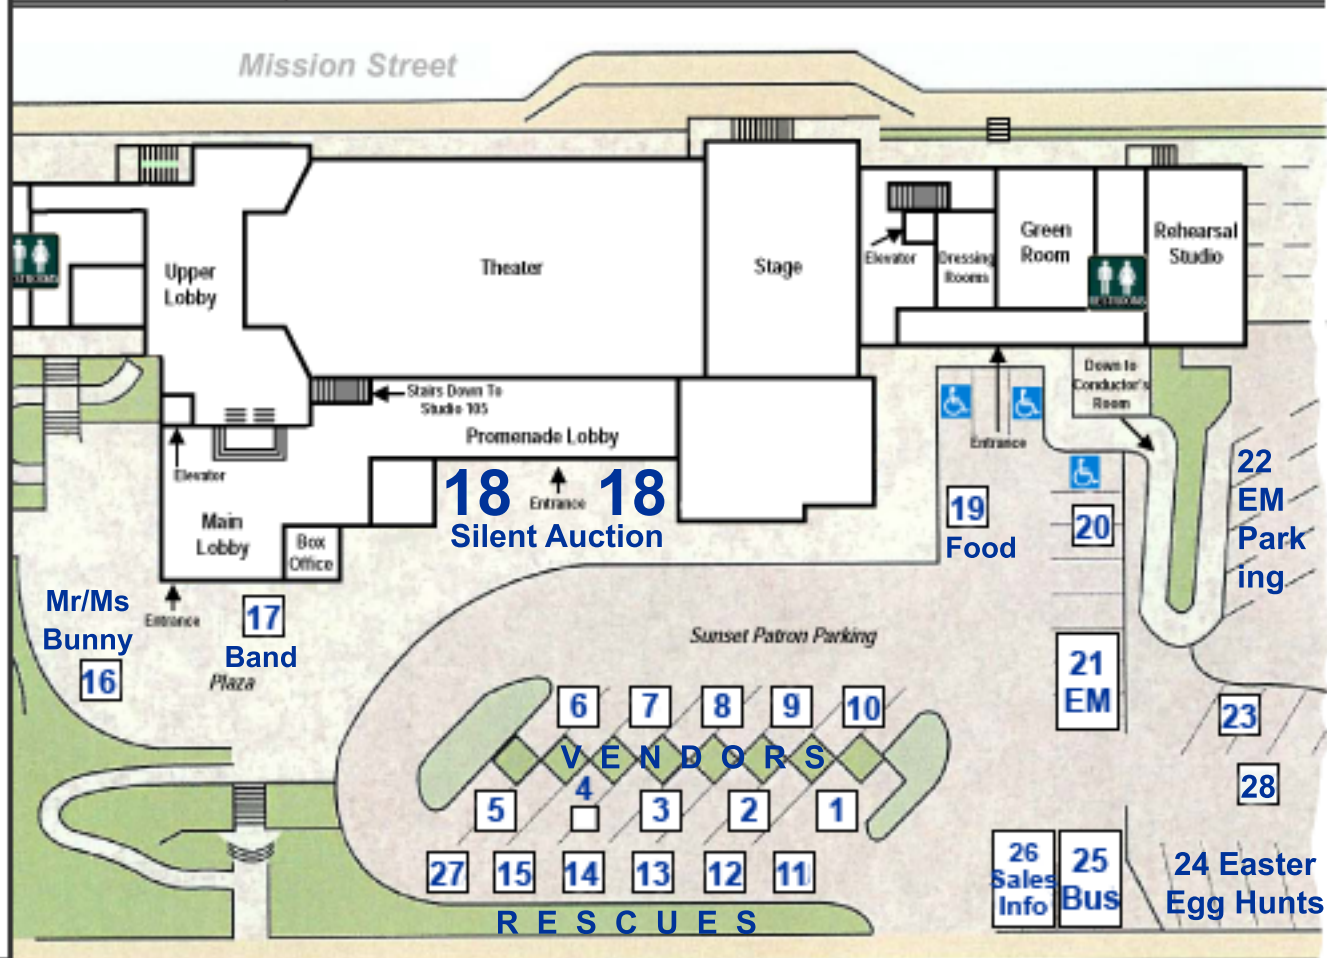 Mission Street
Upper
Lobby
Theater
Stage
Elevator
Dressing
Rooms
Green
Room
RESTROOMS
Rehearsal
Studio
Stairs Down To
Studio 105
Promenade Lobby
Down to
Conductor's
Room
Entrance
Elevator
Main
Lobby
Box
Office
18 Entrance 18
Silent Auction
19
Food
20
22
EM
Park
ing
Mr/Ms
Bunny
16
Entrance
17
Band
Plaza
Sunset Patron Parking
21
EM
6 7 8 9 10
23
VENDORS
28
5 4 3 2 1
27 15 14 13 12 11
26
Sales
Info
25
Bus
24 Easter
Egg Hunts
RESCUES